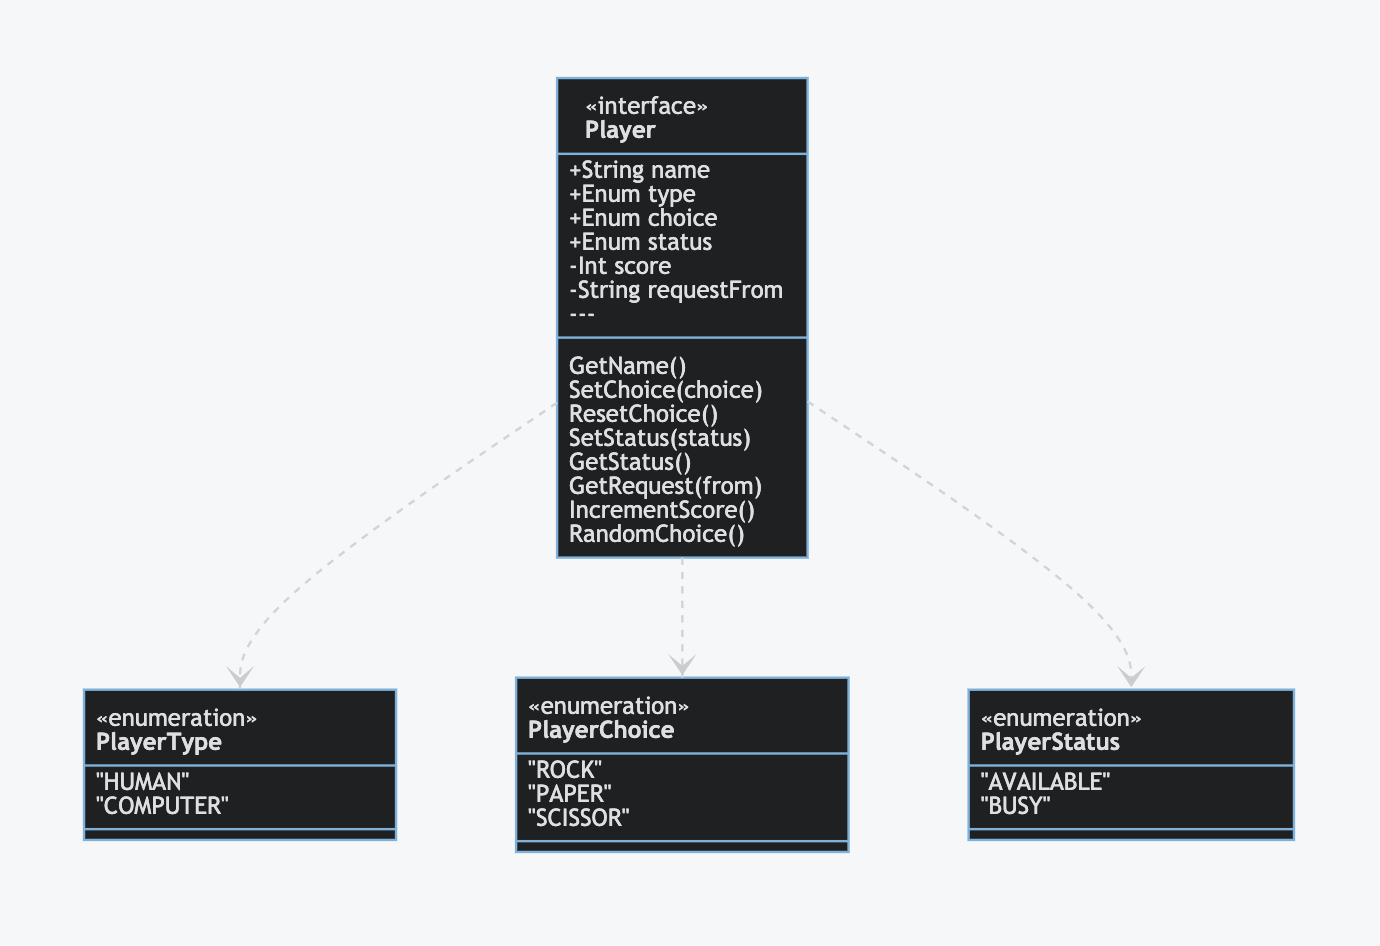 «interface»
Player
+String name
+Enum type
+Enum choice
+Enum status
-Int score
-String requestFrom
---
GetName()
SetChoice(choice)
ResetChoice()
SetStatus(status)
GetStatus()
GetRequest(from)
IncrementScore()
RandomChoice()
«enumeration»
PlayerType
"HUMAN"
"COMPUTER"
«enumeration»
PlayerChoice
"ROCK"
"PAPER"
"SCISSOR"
«enumeration»
PlayerStatus
"AVAILABLE"
"BUSY"